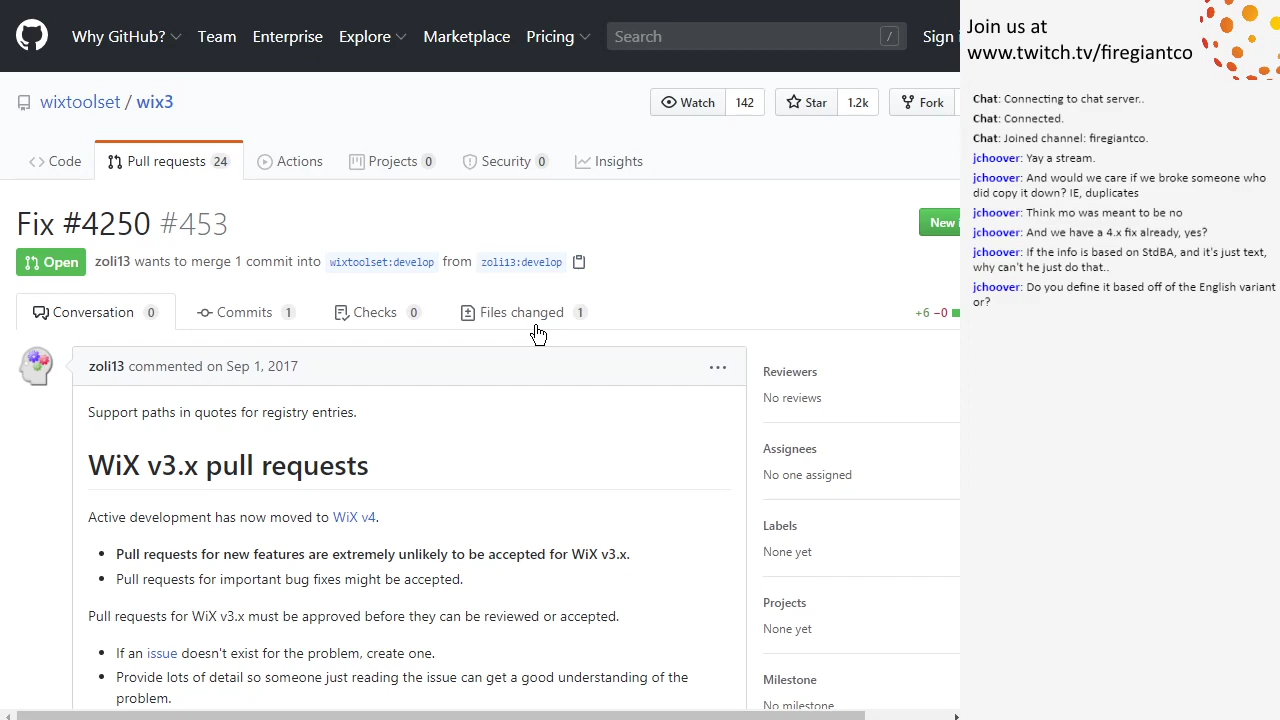 Why GitHub? Team Enterprise Explore Marketplace Pricing Search / Sign i
wixtoolset / wix3
Watch 142 Star 1.2k Fork
Code Pull requests 24 Actions Projects 0 Security 0 Insights
Fix #4250 #453
New i
Open zoli13 wants to merge 1 commit into wixtoolset:develop from zoli13:develop
Conversation 0 Commits 1 Checks 0 Files changed 1 +6 −0
zoli13 commented on Sep 1, 2017
Support paths in quotes for registry entries.
WiX v3.x pull requests
Active development has now moved to WiX v4.
• Pull requests for new features are extremely unlikely to be accepted for WiX v3.x.
• Pull requests for important bug fixes might be accepted.
Pull requests for WiX v3.x must be approved before they can be reviewed or accepted.
• If an issue doesn't exist for the problem, create one.
• Provide lots of detail so someone just reading the issue can get a good understanding of the
problem.
Reviewers
No reviews
Assignees
No one assigned
Labels
None yet
Projects
None yet
Milestone
No milestone
Join us at
www.twitch.tv/firegiantco
Chat: Connecting to chat server..
Chat: Connected.
Chat: Joined channel: firegiantco.
jchoover: Yay a stream.
jchoover: And would we care if we broke someone who
did copy it down? IE, duplicates
jchoover: Think mo was meant to be no
jchoover: And we have a 4.x fix already, yes?
jchoover: If the info is based on StdBA, and it's just text,
why can't he just do that..
jchoover: Do you define it based off of the English variant
or?